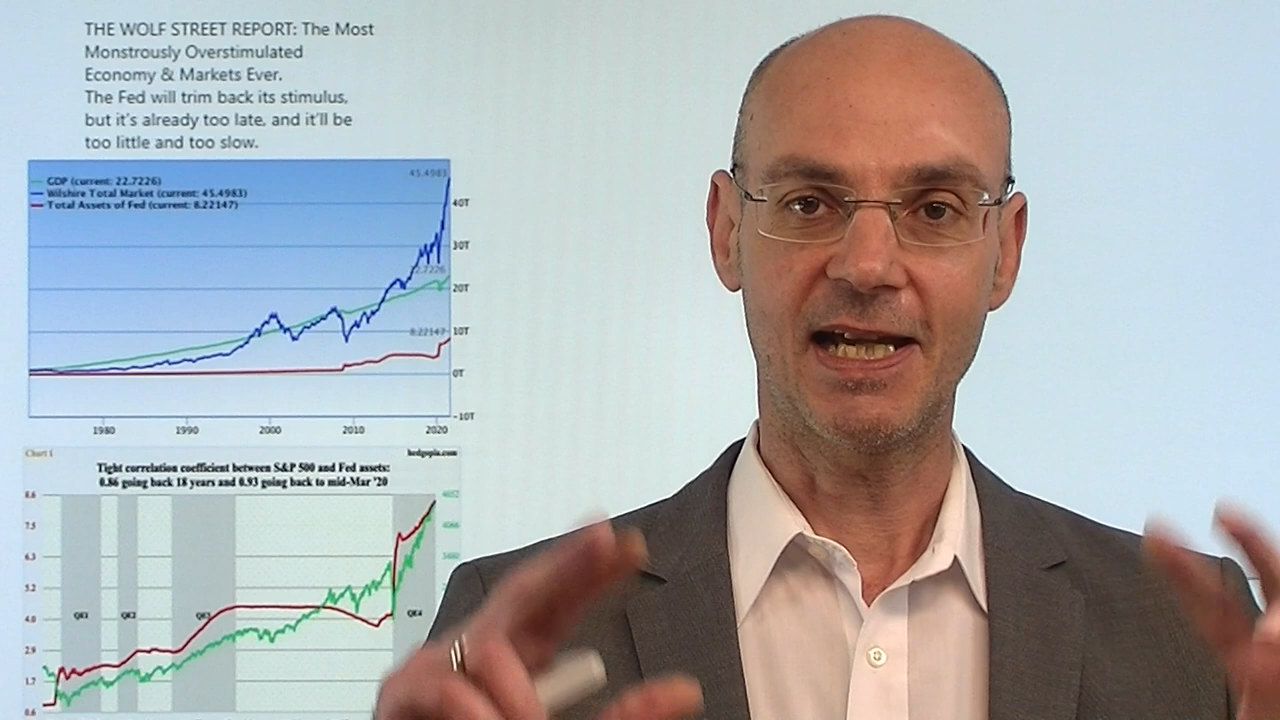 THE WOLF STREET REPORT: The Most
Monstrously Overstimulated
Economy & Markets Ever.
The Fed will trim back its stimulus,
but it's already too late, and it'll be
too little and too slow.
GDP (current: 22.7226)
Wilshire Total Market (current: 45.4983)
Total Assets of Fed (current: 8.22147)
45.4983
40T
30T
22.7226
20T
8.22147
10T
0T
-10T
1980 1990 2000 2010 2020
Chart 1
hedgopia.com
Tight correlation coefficient between S&P 500 and Fed assets:
0.86 going back 18 years and 0.93 going back to mid-Mar '20
8.6
7.5
6.3
5.2
4.0
2.9
1.7
0.6
QE1 QE2 QE3 QE4